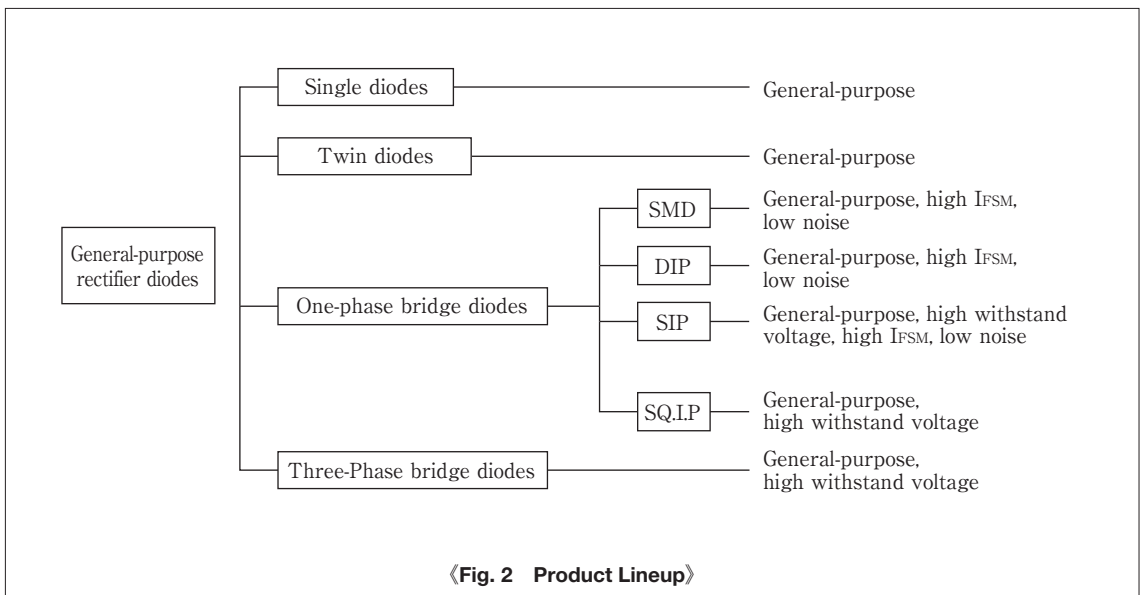 Single diodes
General-purpose
Twin diodes
General-purpose
General-purpose
rectifier diodes
One-phase bridge diodes
SMD
General-purpose, high IFSM,
low noise
DIP
General-purpose, high IFSM,
low noise
SIP
General-purpose, high withstand
voltage, high IFSM, low noise
SQ.I.P
General-purpose,
high withstand voltage
Three-Phase bridge diodes
General-purpose,
high withstand voltage
《Fig. 2 Product Lineup》